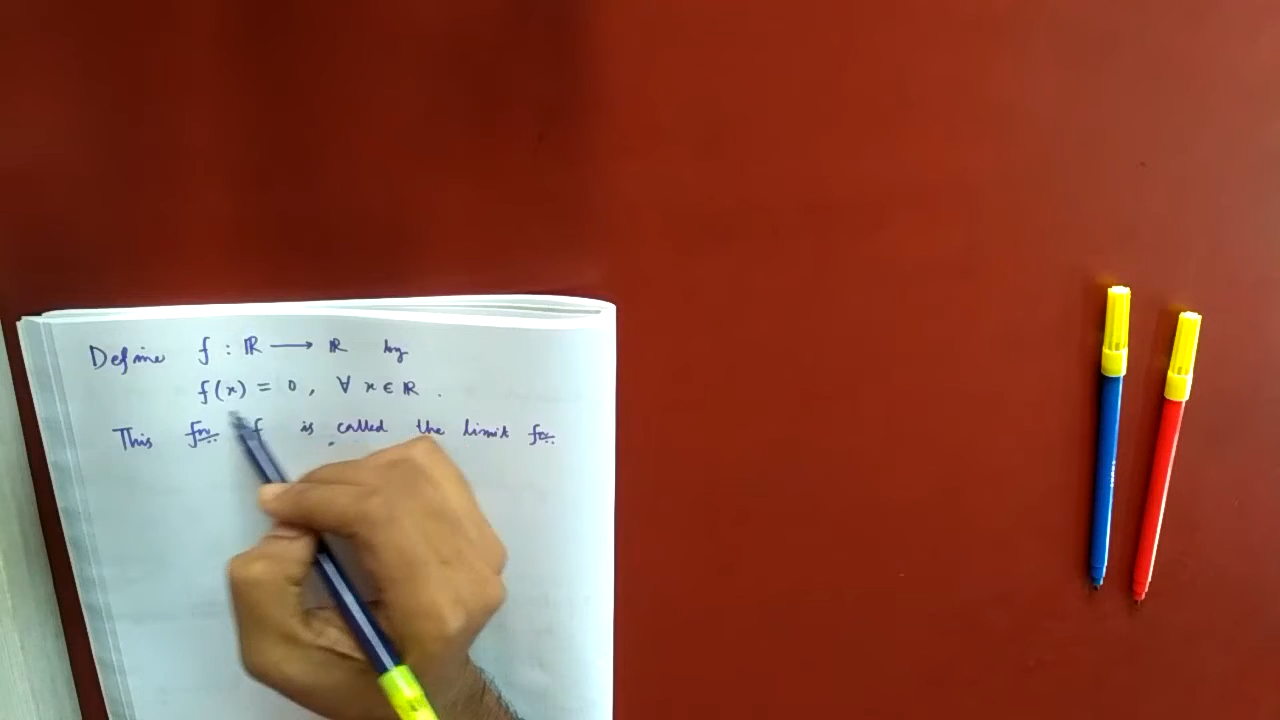 Define f : ℝ ⟶ ℝ by
f(x) = 0, ∀ x ∈ ℝ.
This fn. f is called the limit fn.